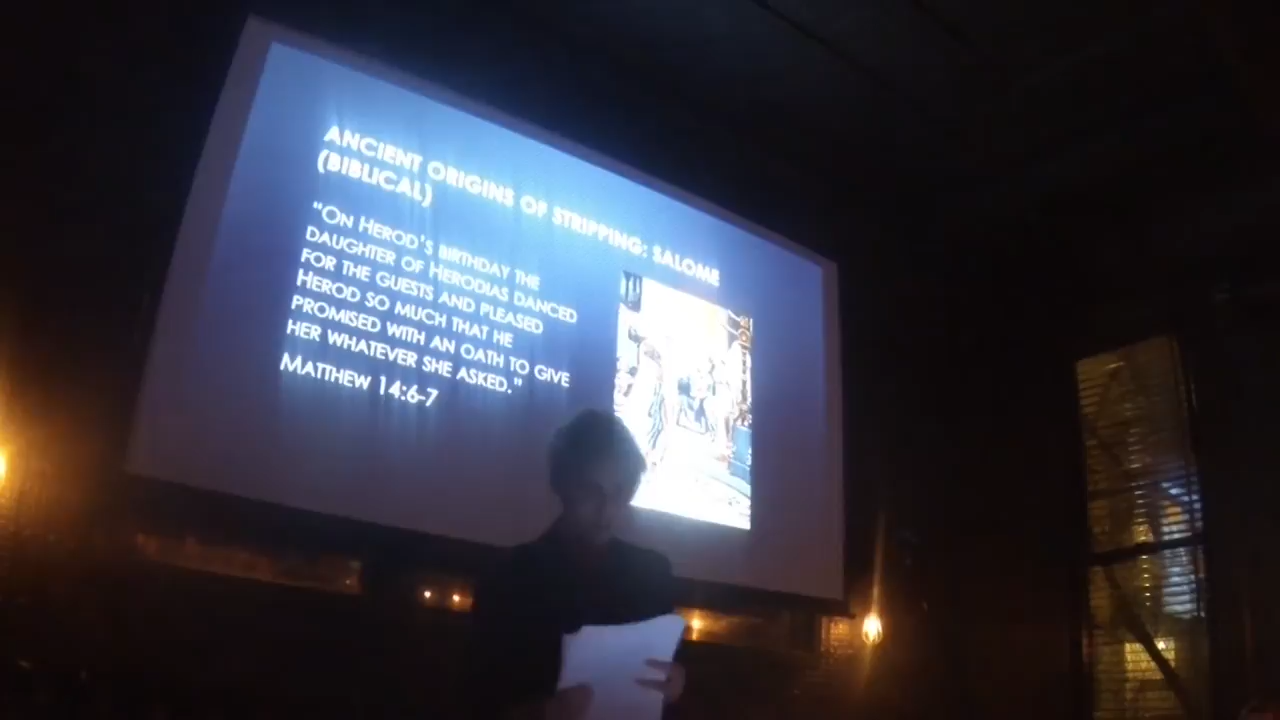 ANCIENT ORIGINS OF STRIPPING: SALOME
(BIBLICAL)
“ON HEROD’S BIRTHDAY THE
DAUGHTER OF HERODIAS DANCED
FOR THE GUESTS AND PLEASED
HEROD SO MUCH THAT HE
PROMISED WITH AN OATH TO GIVE
HER WHATEVER SHE ASKED.”
MATTHEW 14:6-7